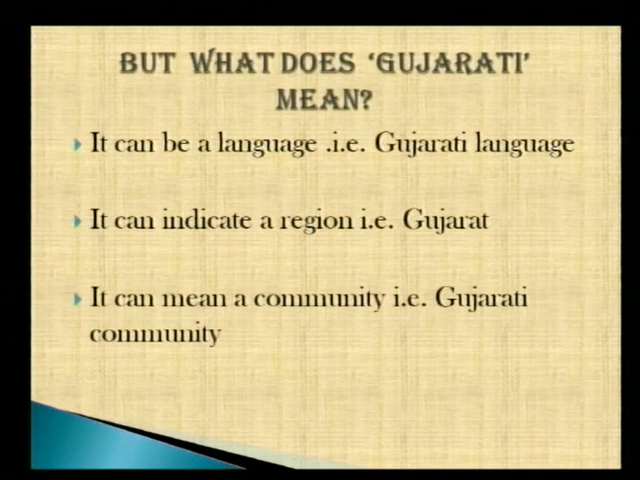 BUT WHAT DOES ‘GUJARATI’
MEAN?
It can be a language .i.e. Gujarati language
It can indicate a region i.e. Gujarat
It can mean a community i.e. Gujarati
community